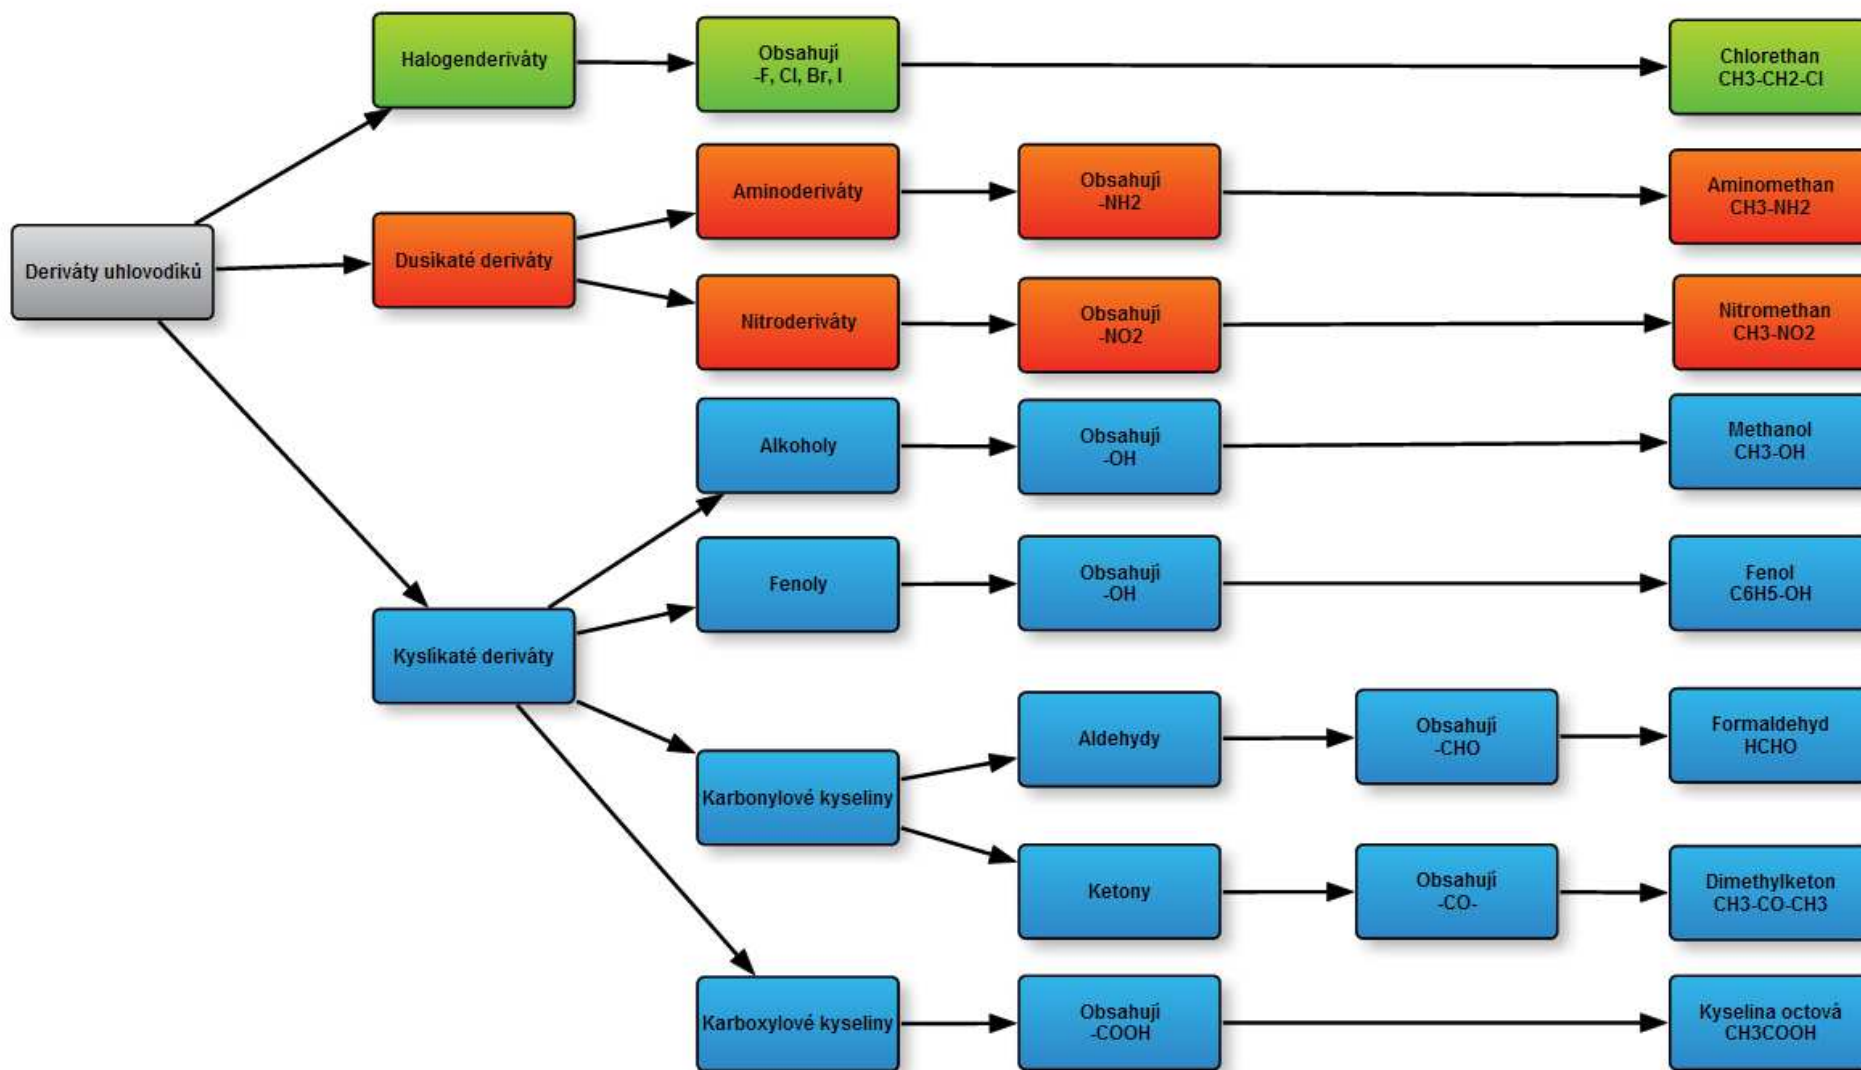 Deriváty uhlovodíků
Halogenderiváty
Obsahují
-F, Cl, Br, I
Chlorethan
CH3-CH2-Cl
Dusíkaté deriváty
Aminoderiváty
Obsahují
-NH2
Aminomethan
CH3-NH2
Nitroderiváty
Obsahují
-NO2
Nitromethan
CH3-NO2
Kyslíkaté deriváty
Alkoholy
Obsahují
-OH
Methanol
CH3-OH
Fenoly
Obsahují
-OH
Fenol
C6H5-OH
Karbonylové kyseliny
Aldehydy
Obsahují
-CHO
Formaldehyd
HCHO
Ketony
Obsahují
-CO-
Dimethylketon
CH3-CO-CH3
Karboxylové kyseliny
Obsahují
-COOH
Kyselina octová
CH3COOH